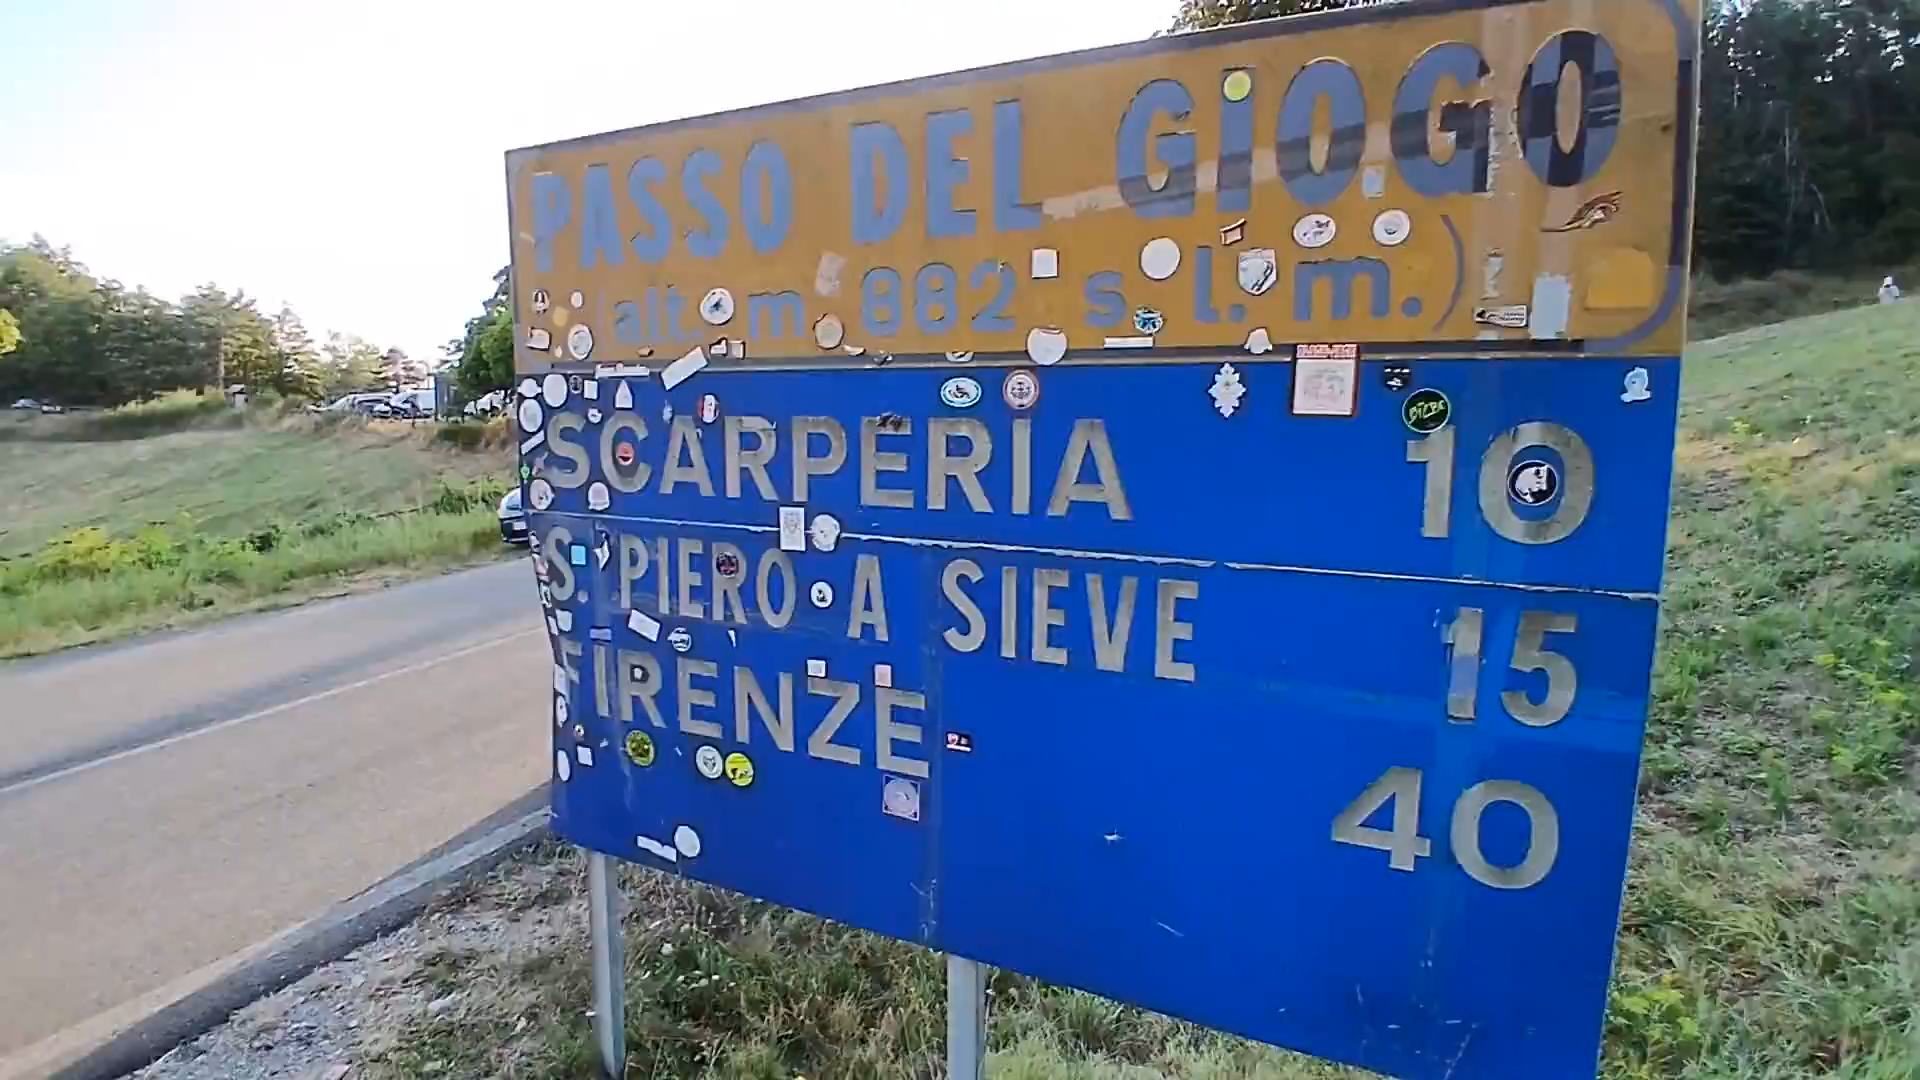 PASSO DEL GIOGO
(alt. m 882 s. l. m.)
SCARPERIA 10
S. PIERO A SIEVE 15
FIRENZE 40